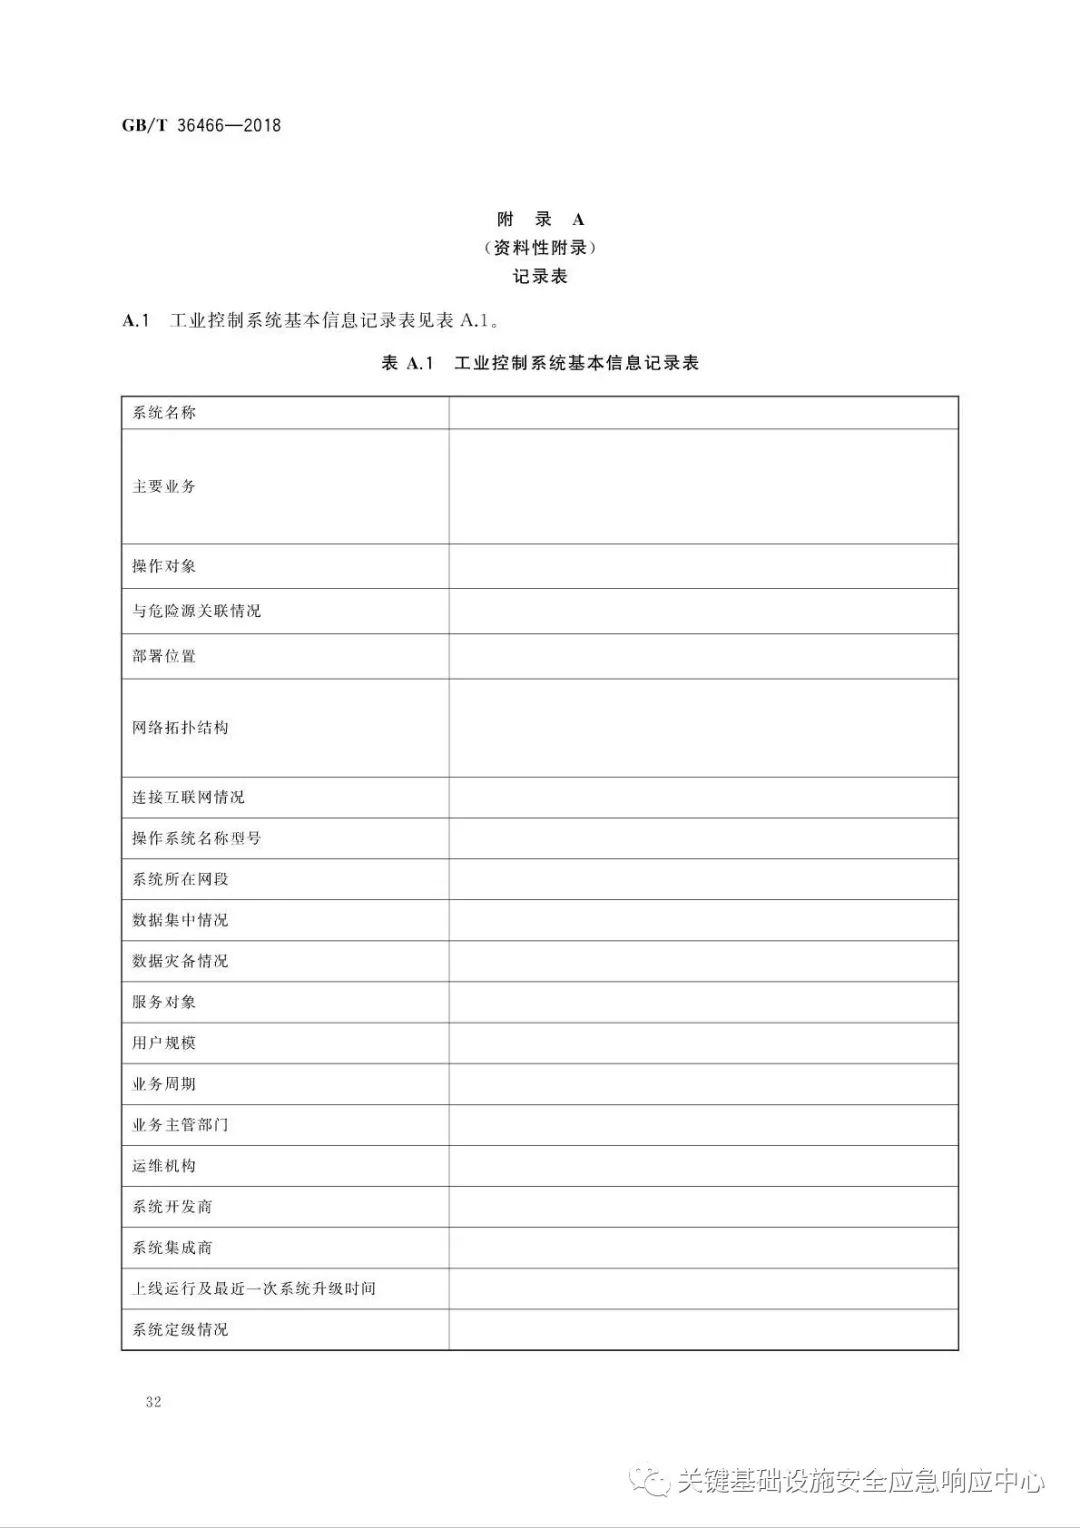 GB/T 36466—2018
附 录 A
（资料性附录）
记录表
A.1 工业控制系统基本信息记录表见表 A.1。
表 A.1 工业控制系统基本信息记录表
系统名称
主要业务
操作对象
与危险源关联情况
部署位置
网络拓扑结构
连接互联网情况
操作系统名称型号
系统所在网段
数据集中情况
数据灾备情况
服务对象
用户规模
业务周期
业务主管部门
运维机构
系统开发商
系统集成商
上线运行及最近一次系统升级时间
系统定级情况
32
关键基础设施安全应急响应中心